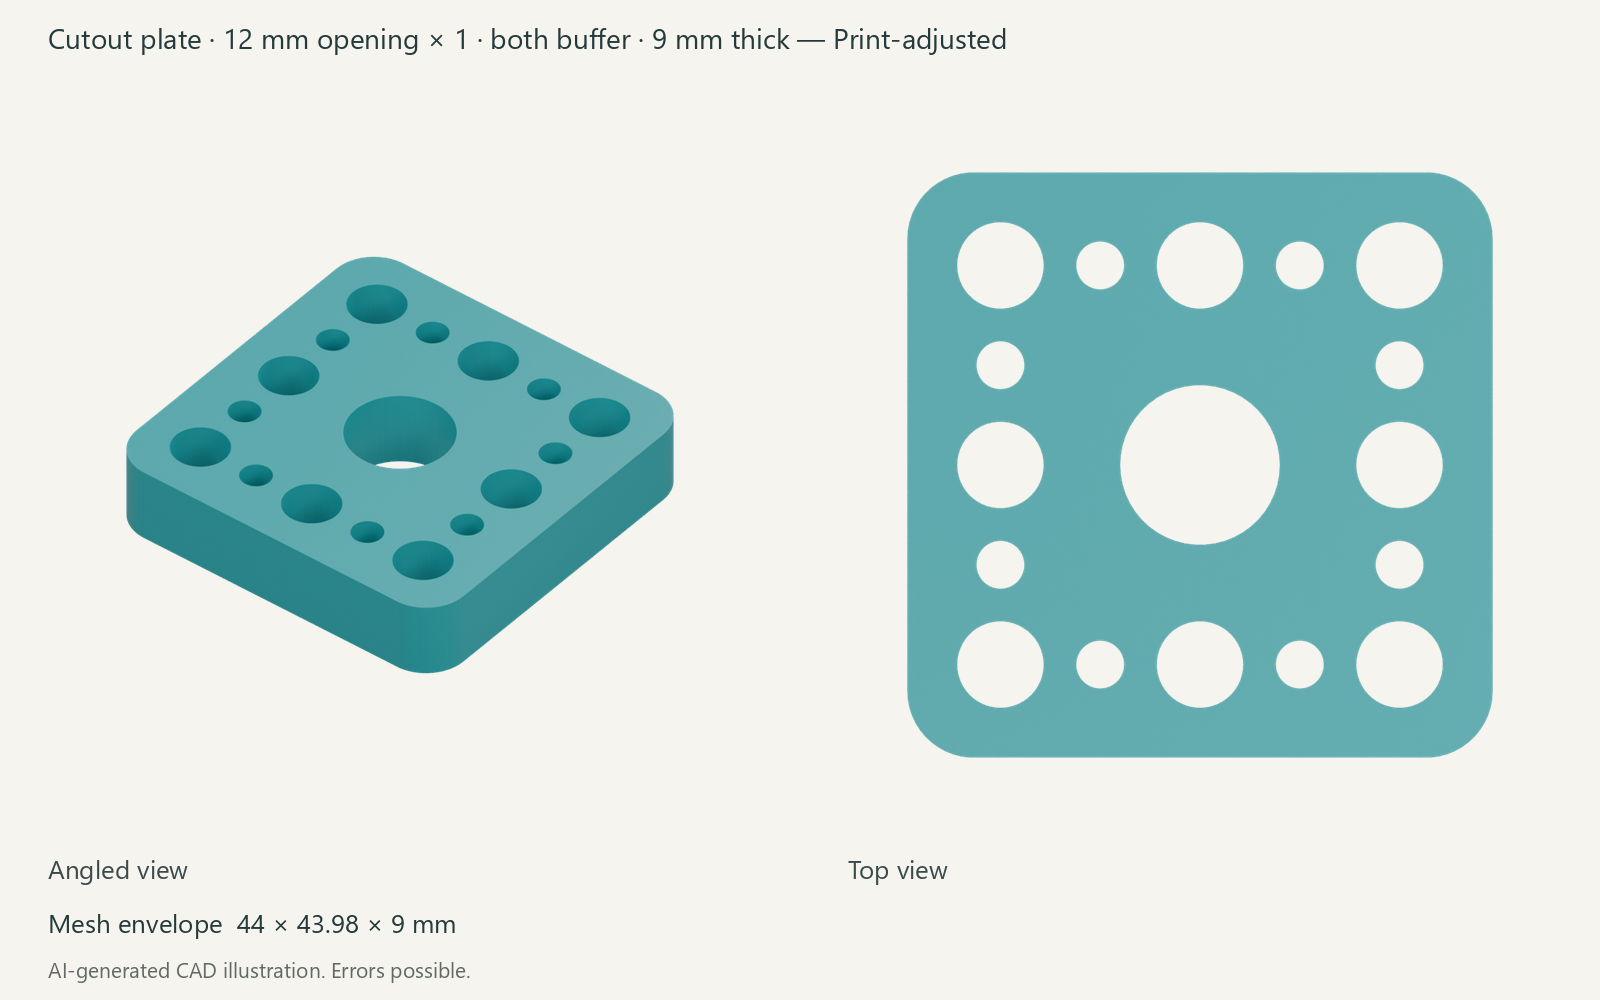 Cutout plate · 12 mm opening × 1 · both buffer · 9 mm thick — Print-adjusted
Angled view
Top view
Mesh envelope 44 × 43.98 × 9 mm
AI-generated CAD illustration. Errors possible.